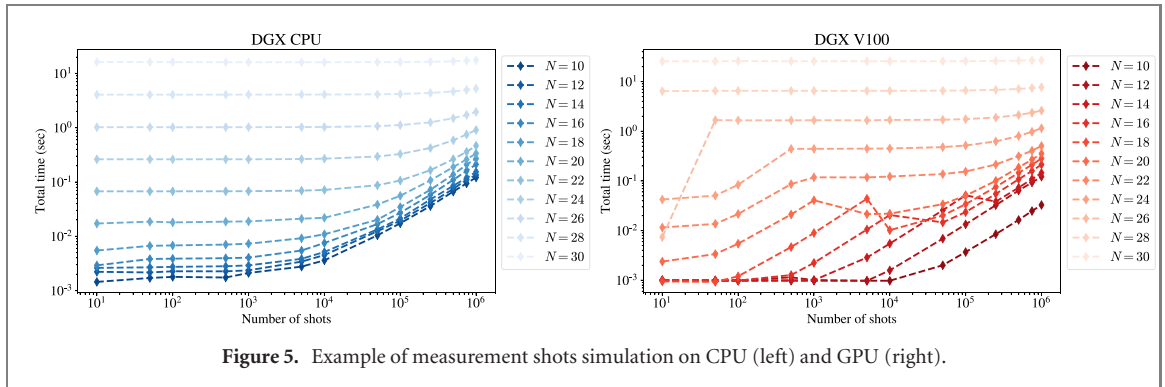 DGX CPU
Total time (sec)
10¹
10⁰
10⁻¹
10⁻²
10⁻³
10¹ 10² 10³ 10⁴ 10⁵ 10⁶
Number of shots
N = 10
N = 12
N = 14
N = 16
N = 18
N = 20
N = 22
N = 24
N = 26
N = 28
N = 30
DGX V100
Total time (sec)
10¹
10⁰
10⁻¹
10⁻²
10⁻³
10¹ 10² 10³ 10⁴ 10⁵ 10⁶
Number of shots
N = 10
N = 12
N = 14
N = 16
N = 18
N = 20
N = 22
N = 24
N = 26
N = 28
N = 30
Figure 5. Example of measurement shots simulation on CPU (left) and GPU (right).